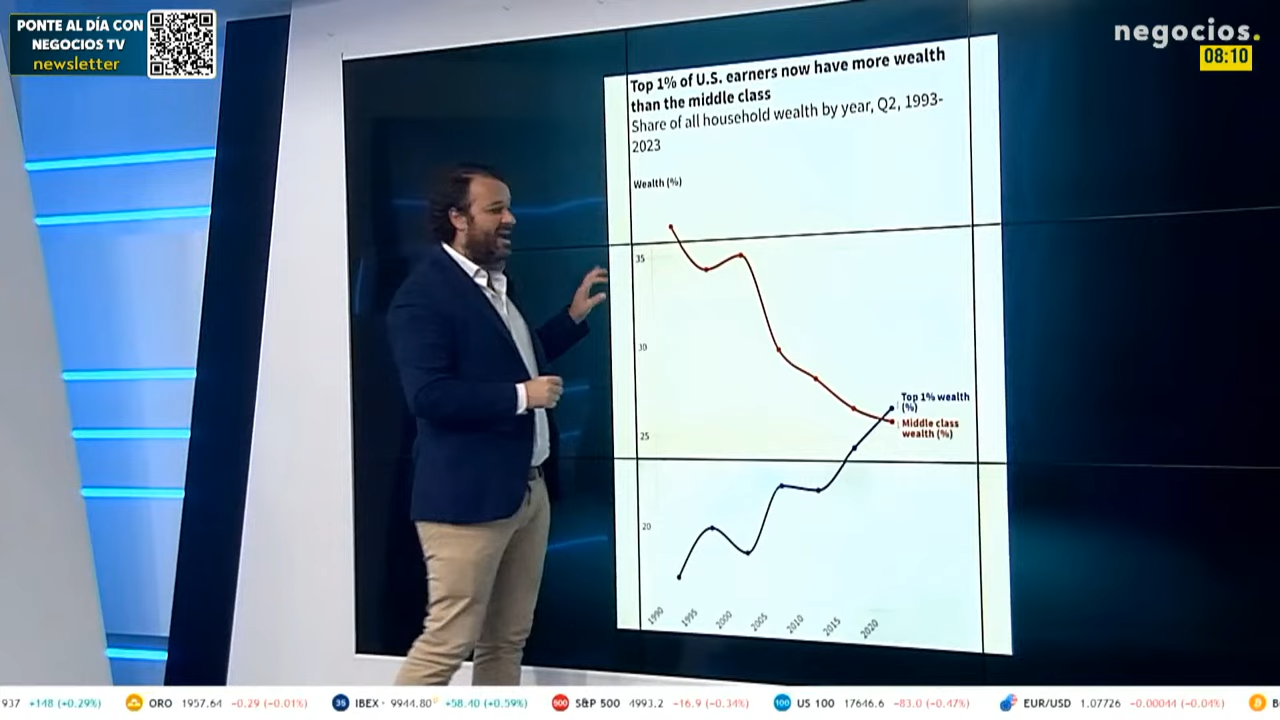 PONTE AL DÍA CON
NEGOCIOS TV
newsletter
negocios.
08:10
Top 1% of U.S. earners now have more wealth
than the middle class
Share of all household wealth by year, Q2, 1993-
2023
Wealth (%)
35
30
25
20
Top 1% wealth
(%)
Middle class
wealth (%)
1990 1995 2000 2005 2010 2015 2020
937 +148 (+0.29%) ORO 1957.64 -0.29 (-0.01%) 35 IBEX 9944.80 +58.40 (+0.59%) 500 S&P 500 4993.2 -16.9 (-0.34%) 100 US 100 17646.6 -83.0 (-0.47%) EUR/USD 1.07726 -0.00044 (-0.04%) B